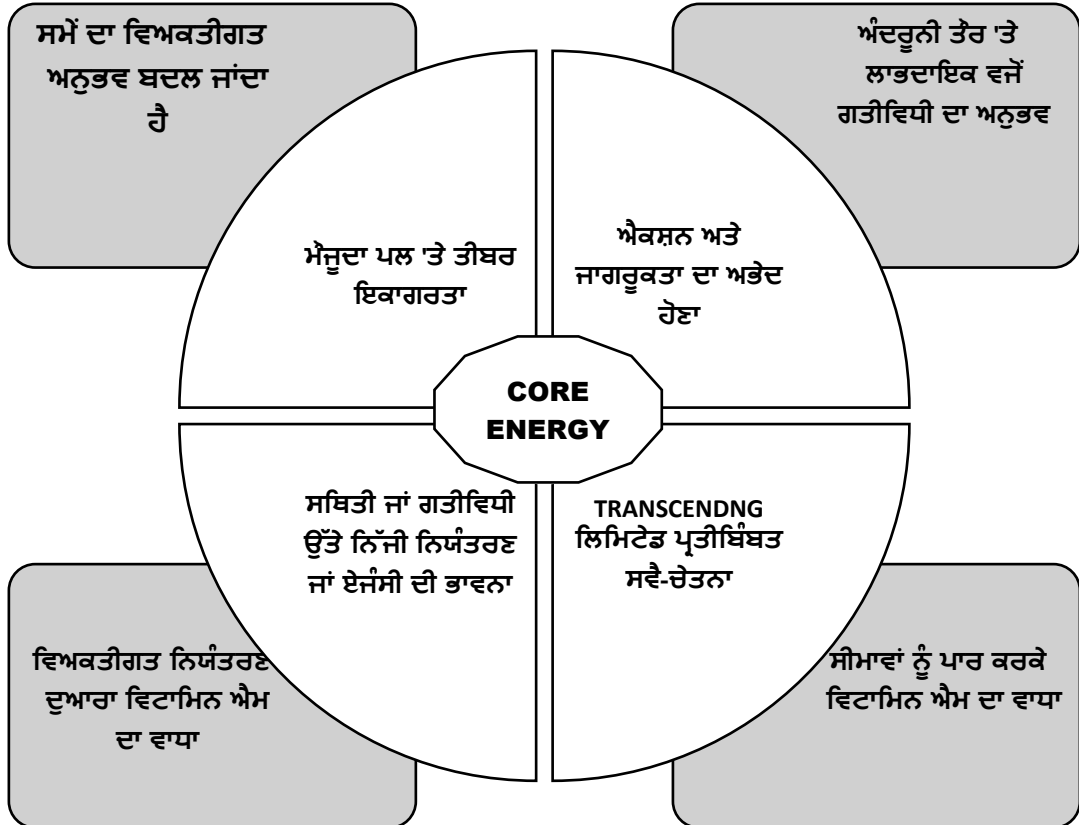 ਸਮੇਂ ਦਾ ਵਿਅਕਤੀਗਤ
ਅਨੁਭਵ ਬਦਲ ਜਾਂਦਾ
ਹੈ
ਅੰਦਰੂਨੀ ਤੌਰ 'ਤੇ
ਲਾਭਦਾਇਕ ਵਜੋਂ
ਗਤੀਵਿਧੀ ਦਾ ਅਨੁਭਵ
ਮੌਜੂਦਾ ਪਲ 'ਤੇ ਤੀਬਰ
ਇਕਾਗਰਤਾ
ਐਕਸ਼ਨ ਅਤੇ
ਜਾਗਰੂਕਤਾ ਦਾ ਅਭੇਦ
ਹੋਣਾ
CORE
ENERGY
ਸਥਿਤੀ ਜਾਂ ਗਤੀਵਿਧੀ
ਉੱਤੇ ਨਿੱਜੀ ਨਿਯੰਤਰਣ
ਜਾਂ ਏਜੰਸੀ ਦੀ ਭਾਵਨਾ
TRANSCENDNG
ਲਿਮਿਟੇਡ ਪ੍ਰਤੀਬਿੰਬਤ
ਸਵੈ-ਚੇਤਨਾ
ਵਿਅਕਤੀਗਤ ਨਿਯੰਤਰਣ
ਦੁਆਰਾ ਵਿਟਾਮਿਨ ਐਮ
ਦਾ ਵਾਧਾ
ਸੀਮਾਵਾਂ ਨੂੰ ਪਾਰ ਕਰਕੇ
ਵਿਟਾਮਿਨ ਐਮ ਦਾ ਵਾਧਾ